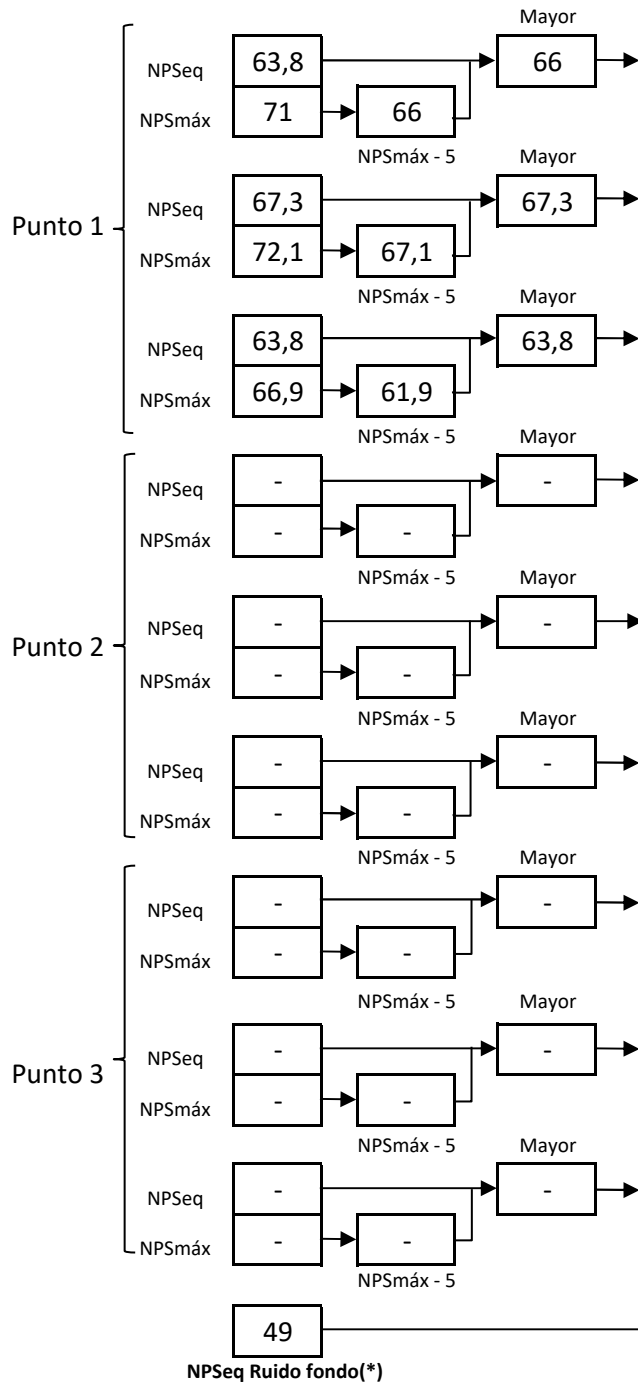 Mayor
NPSeq 63,8 66
NPSmáx 71 66
NPSmáx - 5 Mayor
Punto 1
NPSeq 67,3 67,3
NPSmáx 72,1 67,1
NPSmáx - 5 Mayor
NPSeq 63,8 63,8
NPSmáx 66,9 61,9
NPSmáx - 5 Mayor
NPSeq - -
NPSmáx - -
NPSmáx - 5 Mayor
Punto 2
NPSeq - -
NPSmáx - -
NPSmáx - 5 Mayor
NPSeq - -
NPSmáx - -
NPSmáx - 5 Mayor
NPSeq - -
NPSmáx - -
NPSmáx - 5 Mayor
Punto 3
NPSeq - -
NPSmáx - -
NPSmáx - 5 Mayor
NPSeq - -
NPSmáx - -
NPSmáx - 5
49
NPSeq Ruido fondo(*)